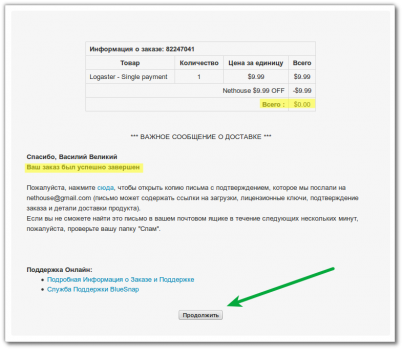 Информация о заказе: 82247041
Товар Количество Цена за единицу Всего
Logaster - Single payment 1 $9.99 $9.99
Nethouse $9.99 OFF -$9.99
Всего : $0.00
*** ВАЖНОЕ СООБЩЕНИЕ О ДОСТАВКЕ ***
Спасибо, Василий Великий
Ваш заказ был успешно завершен
Пожалуйста, нажмите сюда, чтобы открыть копию письма с подтверждением, которое мы послали на
nethouse@gmail.com (письмо может содержать ссылки на загрузки, лицензионные ключи, подтверждение
заказа и детали доставки продукта).
Если вы не сможете найти это письмо в вашем почтовом ящике в течение следующих нескольких минут,
пожалуйста, проверьте вашу папку "Спам".
Поддержка Онлайн:
• Подробная Информация о Заказе и Поддержке
• Служба Поддержки BlueSnap
Продолжить